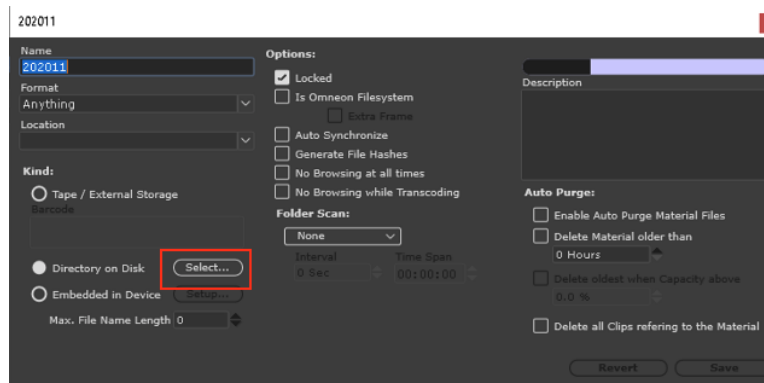 202011
Name
202011
Format
Anything
Location
Kind:
Tape / External Storage
Barcode
Directory on Disk
Select...
Embedded in Device
Setup...
Max. File Name Length 0
Options:
Locked
Is Omneon Filesystem
Extra Frame
Auto Synchronize
Generate File Hashes
No Browsing at all times
No Browsing while Transcoding
Folder Scan:
None
Interval Time Span
0 Sec 00:00:00
Description
Auto Purge:
Enable Auto Purge Material Files
Delete Material older than
0 Hours
Delete oldest when Capacity above
0.0 %
Delete all Clips refering to the Material
Revert Save